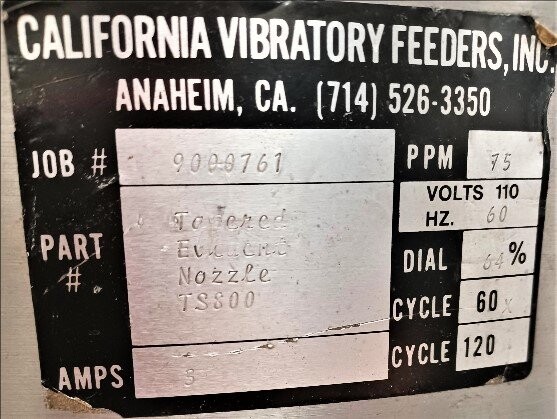 CALIFORNIA VIBRATORY FEEDERS, INC.
ANAHEIM, CA. (714) 526-3350
JOB # 9000761
PPM 75
VOLTS 110
HZ. 60
PART # Tapered
Nozzle
TS800
DIAL 64 %
CYCLE 60 x
CYCLE 120
AMPS 3